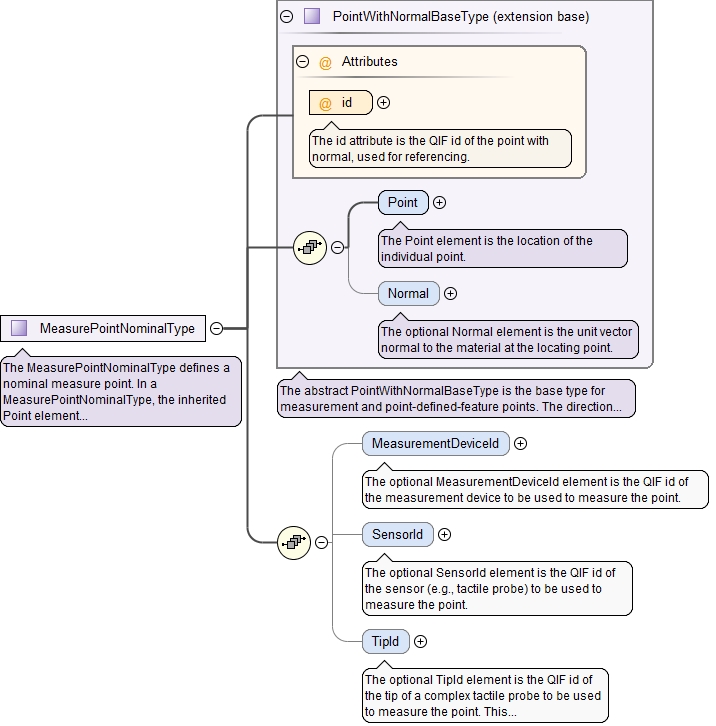 PointWithNormalBaseType (extension base)
@ Attributes
@ id
The id attribute is the QIF id of the point with
normal, used for referencing.
Point
The Point element is the location of the
individual point.
Normal
The optional Normal element is the unit vector
normal to the material at the locating point.
MeasurePointNominalType
The MeasurePointNominalType defines a
nominal measure point. In a
MeasurePointNominalType, the inherited
Point element...
The abstract PointWithNormalBaseType is the base type for
measurement and point-defined-feature points. The direction...
MeasurementDeviceId
The optional MeasurementDeviceId element is the QIF id of
the measurement device to be used to measure the point.
SensorId
The optional SensorId element is the QIF id of
the sensor (e.g., tactile probe) to be used to
measure the point.
TipId
The optional TipId element is the QIF id of
the tip of a complex tactile probe to be used
to measure the point. This...